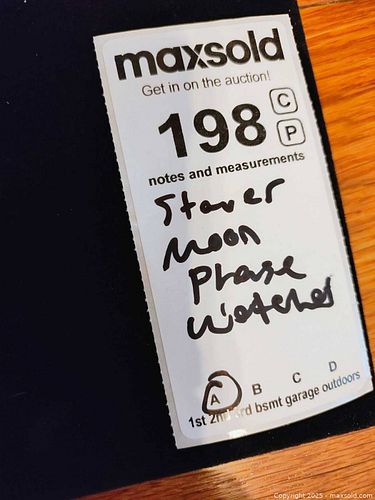 maxsold
Get in on the auction!
198 C
P
notes and measurements
Staver
Moon
Phase
Watches
A B C D
1st 2nd 3rd bsmt garage outdoors
Copyright © 2025 - maxsold.com